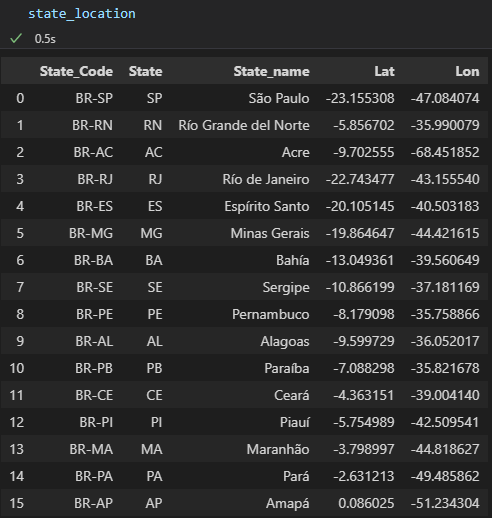 state_location
0.5s
State_Code State State_name Lat Lon
0 BR-SP SP São Paulo -23.155308 -47.084074
1 BR-RN RN Río Grande del Norte -5.856702 -35.990079
2 BR-AC AC Acre -9.702555 -68.451852
3 BR-RJ RJ Río de Janeiro -22.743477 -43.155540
4 BR-ES ES Espírito Santo -20.105145 -40.503183
5 BR-MG MG Minas Gerais -19.864647 -44.421615
6 BR-BA BA Bahía -13.049361 -39.560649
7 BR-SE SE Sergipe -10.866199 -37.181169
8 BR-PE PE Pernambuco -8.179098 -35.758866
9 BR-AL AL Alagoas -9.599729 -36.052017
10 BR-PB PB Paraíba -7.088298 -35.821678
11 BR-CE CE Ceará -4.363151 -39.004140
12 BR-PI PI Piauí -5.754989 -42.509541
13 BR-MA MA Maranhão -3.798997 -44.818627
14 BR-PA PA Pará -2.631213 -49.485862
15 BR-AP AP Amapá 0.086025 -51.234304